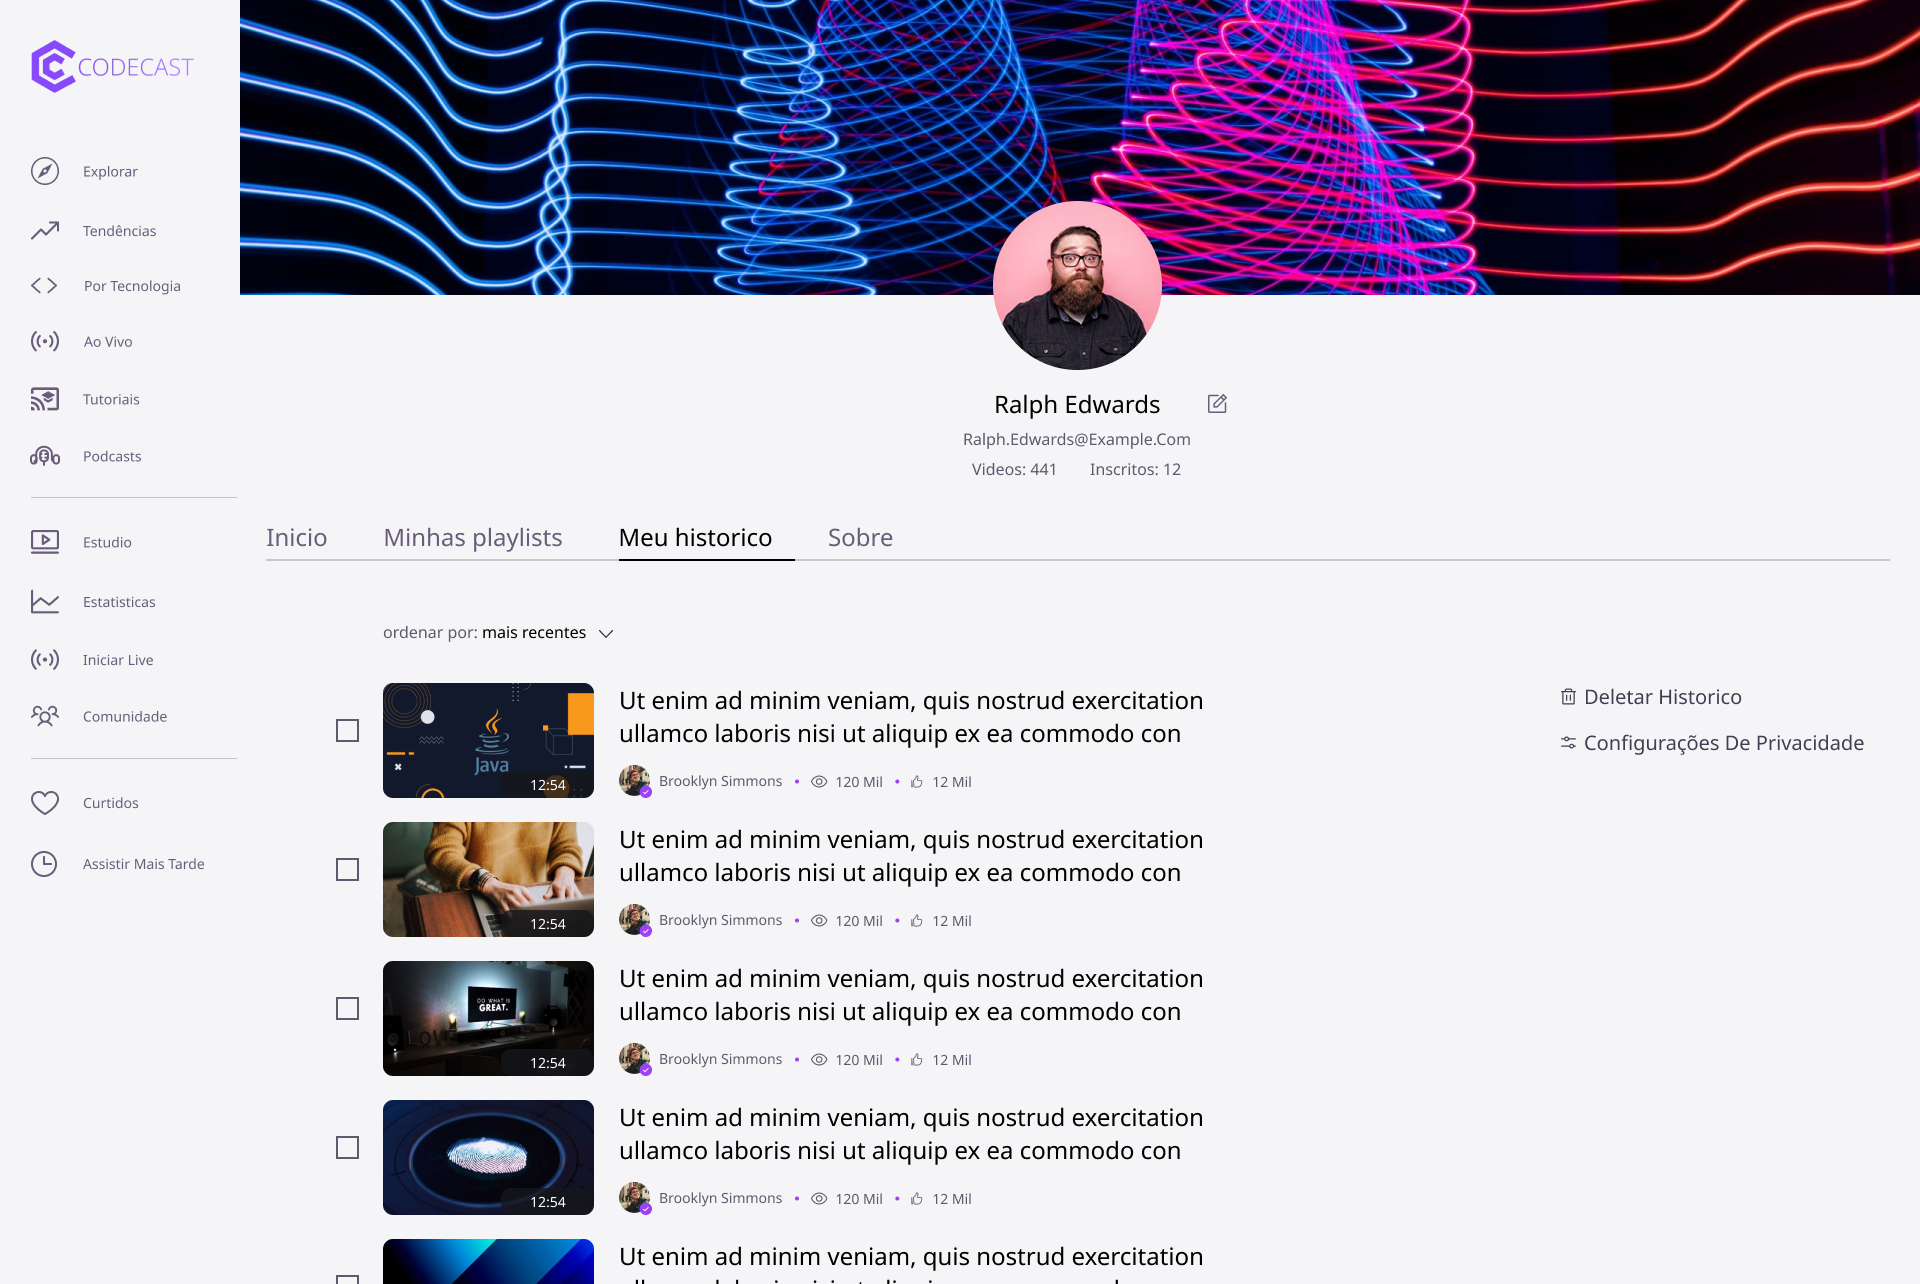 CODECAST
Explorar
Tendências
Por Tecnologia
Ao Vivo
Tutoriais
Podcasts
Estudio
Estatisticas
Iniciar Live
Comunidade
Curtidos
Assistir Mais Tarde
Ralph Edwards
Ralph.Edwards@Example.Com
Videos: 441 Inscritos: 12
Inicio Minhas playlists Meu historico Sobre
ordenar por: mais recentes
Java
12:54
Ut enim ad minim veniam, quis nostrud exercitation
ullamco laboris nisi ut aliquip ex ea commodo con
Brooklyn Simmons • 120 Mil • 12 Mil
12:54
Ut enim ad minim veniam, quis nostrud exercitation
ullamco laboris nisi ut aliquip ex ea commodo con
Brooklyn Simmons • 120 Mil • 12 Mil
DO WHAT IS
GREAT.
LOVE
12:54
Ut enim ad minim veniam, quis nostrud exercitation
ullamco laboris nisi ut aliquip ex ea commodo con
Brooklyn Simmons • 120 Mil • 12 Mil
12:54
Ut enim ad minim veniam, quis nostrud exercitation
ullamco laboris nisi ut aliquip ex ea commodo con
Brooklyn Simmons • 120 Mil • 12 Mil
Ut enim ad minim veniam, quis nostrud exercitation
Deletar Historico
Configurações De Privacidade